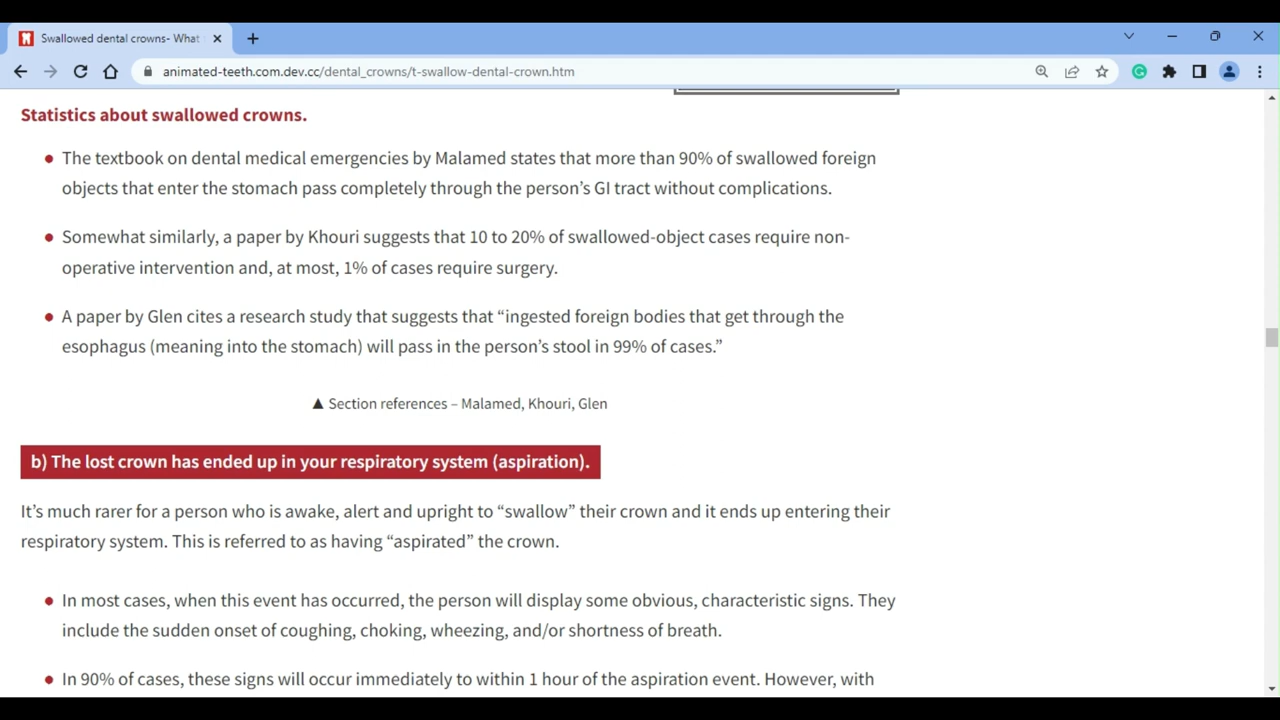 Swallowed dental crowns- What
animated-teeth.com.dev.cc/dental_crowns/t-swallow-dental-crown.htm
Statistics about swallowed crowns.
The textbook on dental medical emergencies by Malamed states that more than 90% of swallowed foreign
objects that enter the stomach pass completely through the person's GI tract without complications.
Somewhat similarly, a paper by Khouri suggests that 10 to 20% of swallowed-object cases require non-
operative intervention and, at most, 1% of cases require surgery.
A paper by Glen cites a research study that suggests that “ingested foreign bodies that get through the
esophagus (meaning into the stomach) will pass in the person's stool in 99% of cases.”
▲ Section references – Malamed, Khouri, Glen
b) The lost crown has ended up in your respiratory system (aspiration).
It's much rarer for a person who is awake, alert and upright to “swallow” their crown and it ends up entering their
respiratory system. This is referred to as having “aspirated” the crown.
In most cases, when this event has occurred, the person will display some obvious, characteristic signs. They
include the sudden onset of coughing, choking, wheezing, and/or shortness of breath.
In 90% of cases, these signs will occur immediately to within 1 hour of the aspiration event. However, with